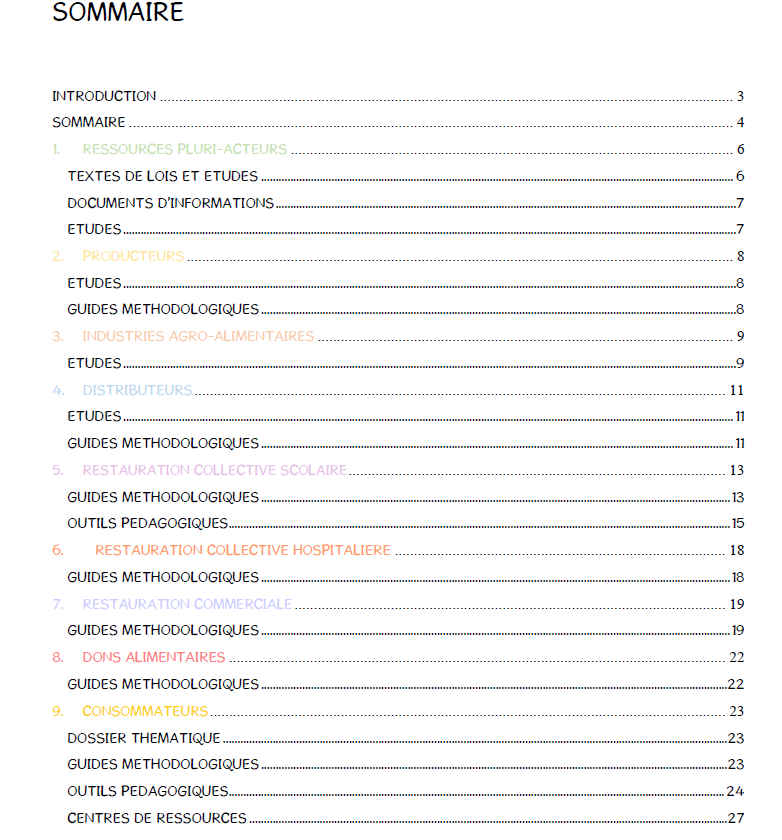 SOMMAIRE
INTRODUCTION ........ 3
SOMMAIRE ........ 4
1. RESSOURCES PLURI-ACTEURS ........ 6
TEXTES DE LOIS ET ETUDES ........ 6
DOCUMENTS D'INFORMATIONS ........ 7
ETUDES ........ 7
2. PRODUCTEURS ........ 8
ETUDES ........ 8
GUIDES METHODOLOGIQUES ........ 8
3. INDUSTRIES AGRO-ALIMENTAIRES ........ 9
ETUDES ........ 9
4. DISTRIBUTEURS ........ 11
ETUDES ........ 11
GUIDES METHODOLOGIQUES ........ 11
5. RESTAURATION COLLECTIVE SCOLAIRE ........ 13
GUIDES METHODOLOGIQUES ........ 13
OUTILS PEDAGOGIQUES ........ 15
6. RESTAURATION COLLECTIVE HOSPITALIERE ........ 18
GUIDES METHODOLOGIQUES ........ 18
7. RESTAURATION COMMERCIALE ........ 19
GUIDES METHODOLOGIQUES ........ 19
8. DONS ALIMENTAIRES ........ 22
GUIDES METHODOLOGIQUES ........ 22
9. CONSOMMATEURS ........ 23
DOSSIER THEMATIQUE ........ 23
GUIDES METHODOLOGIQUES ........ 23
OUTILS PEDAGOGIQUES ........ 24
CENTRES DE RESSOURCES ........ 27